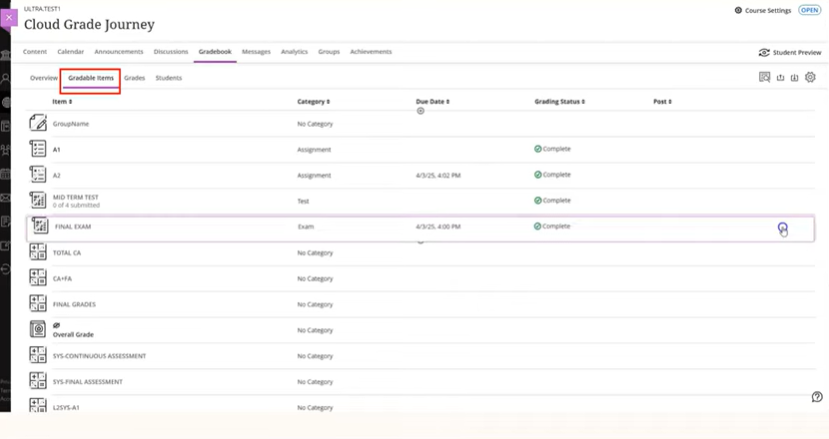 ULTRA.TEST1
Cloud Grade Journey
Course Settings OPEN
Content Calendar Announcements Discussions Gradebook Messages Analytics Groups Achievements
Student Preview
Overview Gradable Items Grades Students
Item Category Due Date Grading Status Post
GroupName No Category
A1 Assignment Complete
A2 Assignment 4/3/25, 4:02 PM Complete
MID TERM TEST Test Complete
0 of 4 submitted
FINAL EXAM Exam 4/3/25, 4:00 PM Complete
TOTAL CA No Category
CA+FA No Category
FINAL GRADES No Category
Overall Grade No Category
SYS-CONTINUOUS ASSESSMENT No Category
SYS-FINAL ASSESSMENT No Category
L2SYS-A1 No Category